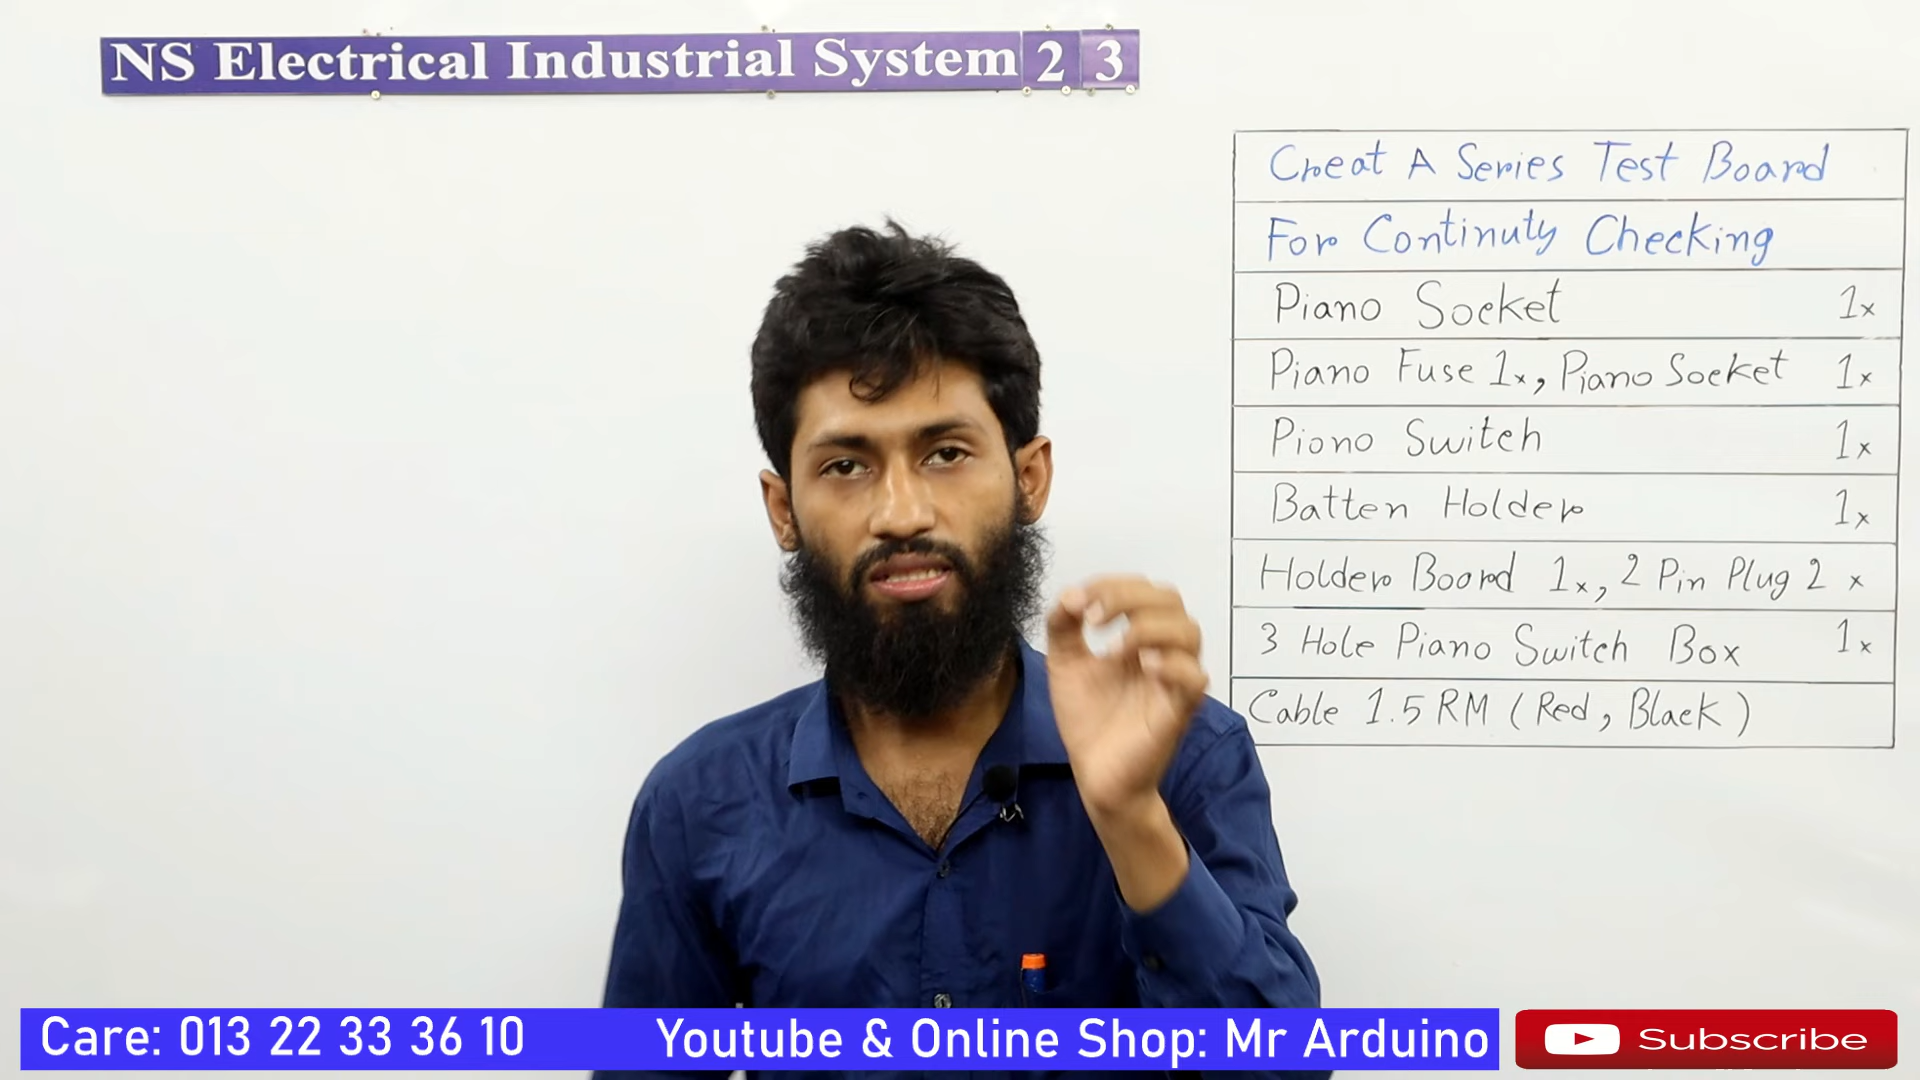 NS Electrical Industrial System 23
Creat A Series Test Board
For Continuty Checking
Piano Socket 1x
Piano Fuse 1x, Piano Socket 1x
Piono Switch 1x
Batten Holder 1x
Holder Board 1x, 2 Pin Plug 2 x
3 Hole Piano Switch Box 1x
Cable 1.5 RM (Red, Black)
Care: 013 22 33 36 10
Youtube & Online Shop: Mr Arduino
Subscribe